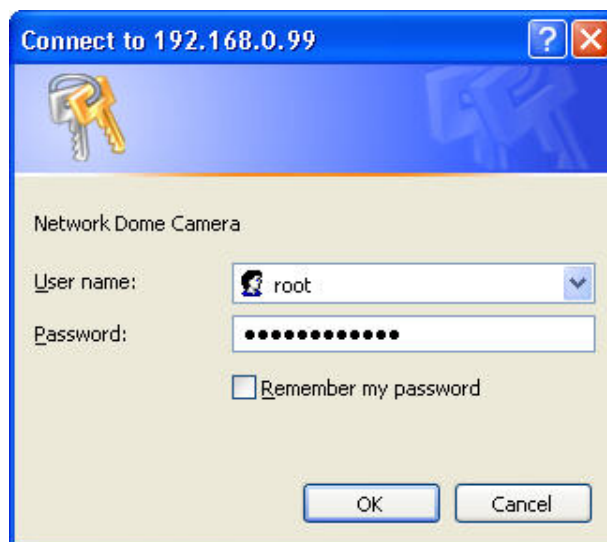 Connect to 192.168.0.99
Network Dome Camera
User name:
root
Password:
••••••••••••
Remember my password
OK
Cancel